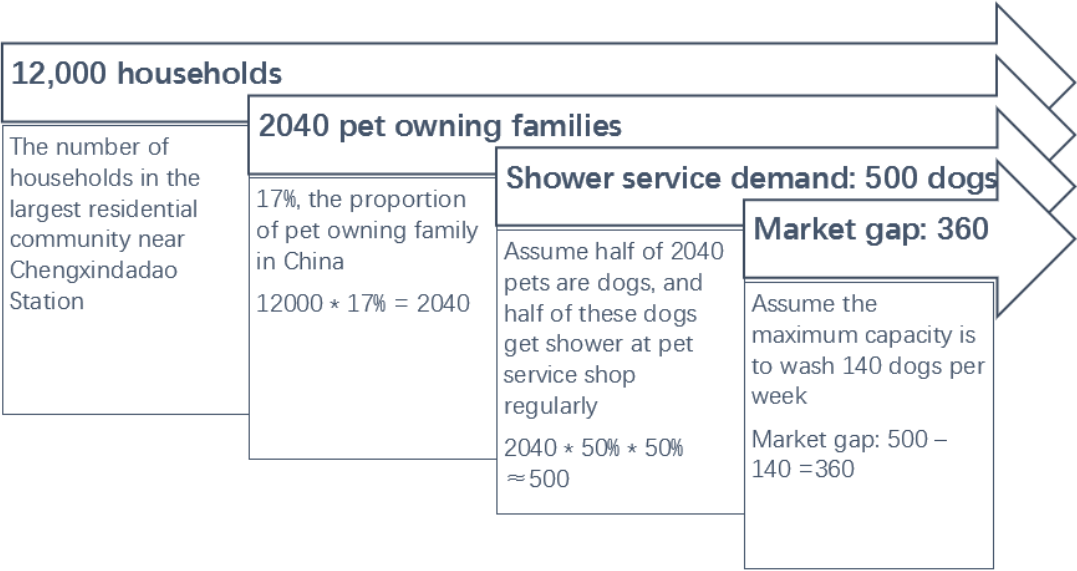 12,000 households
The number of
households in the
largest residential
community near
Chengxindadao
Station
2040 pet owning families
17%, the proportion
of pet owning family
in China
12000 * 17% = 2040
Shower service demand: 500 dogs
Assume half of 2040
pets are dogs, and
half of these dogs
get shower at pet
service shop
regularly
2040 * 50% * 50%
≈500
Market gap: 360
Assume the
maximum capacity is
to wash 140 dogs per
week
Market gap: 500 –
140 =360